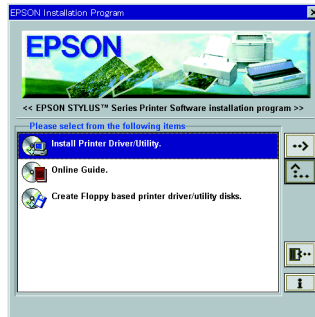 EPSON Installation Program
EPSON
<< EPSON STYLUS™ Series Printer Software installation program >>
Please select from the following items
Install Printer Driver/Utility.
Online Guide.
Create Floppy based printer driver/utility disks.